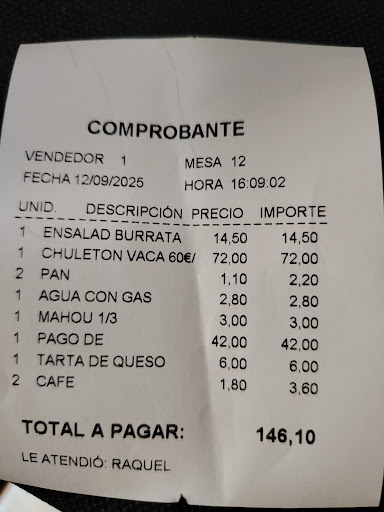 COMPROBANTE
VENDEDOR 1 MESA 12
FECHA 12/09/2025 HORA 16:09:02
UNID. DESCRIPCIÓN PRECIO IMPORTE
1 ENSALAD BURRATA 14,50 14,50
1 CHULETON VACA 60€/ 72,00 72,00
2 PAN 1,10 2,20
1 AGUA CON GAS 2,80 2,80
1 MAHOU 1/3 3,00 3,00
1 PAGO DE 42,00 42,00
1 TARTA DE QUESO 6,00 6,00
2 CAFE 1,80 3,60
TOTAL A PAGAR: 146,10
LE ATENDIÓ: RAQUEL